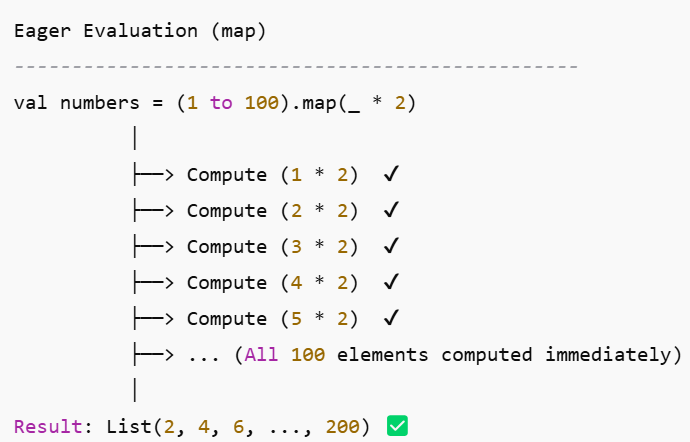 Eager Evaluation (map)
-------------------------------------------------
val numbers = (1 to 100).map(_ * 2)
│
├──> Compute (1 * 2) ✔
├──> Compute (2 * 2) ✔
├──> Compute (3 * 2) ✔
├──> Compute (4 * 2) ✔
├──> Compute (5 * 2) ✔
├──> ... (All 100 elements computed immediately)
│
Result: List(2, 4, 6, ..., 200) ✅